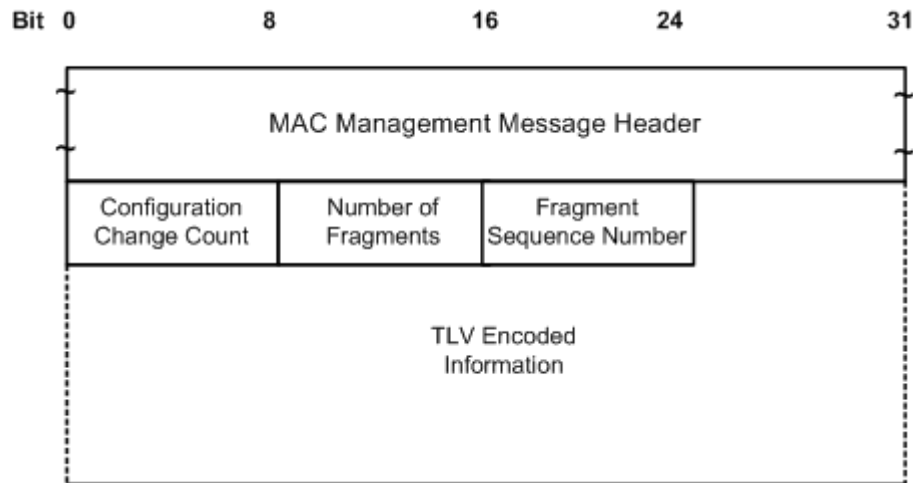 Bit 0 8 16 24 31
MAC Management Message Header
Configuration
Change Count
Number of
Fragments
Fragment
Sequence Number
TLV Encoded
Information